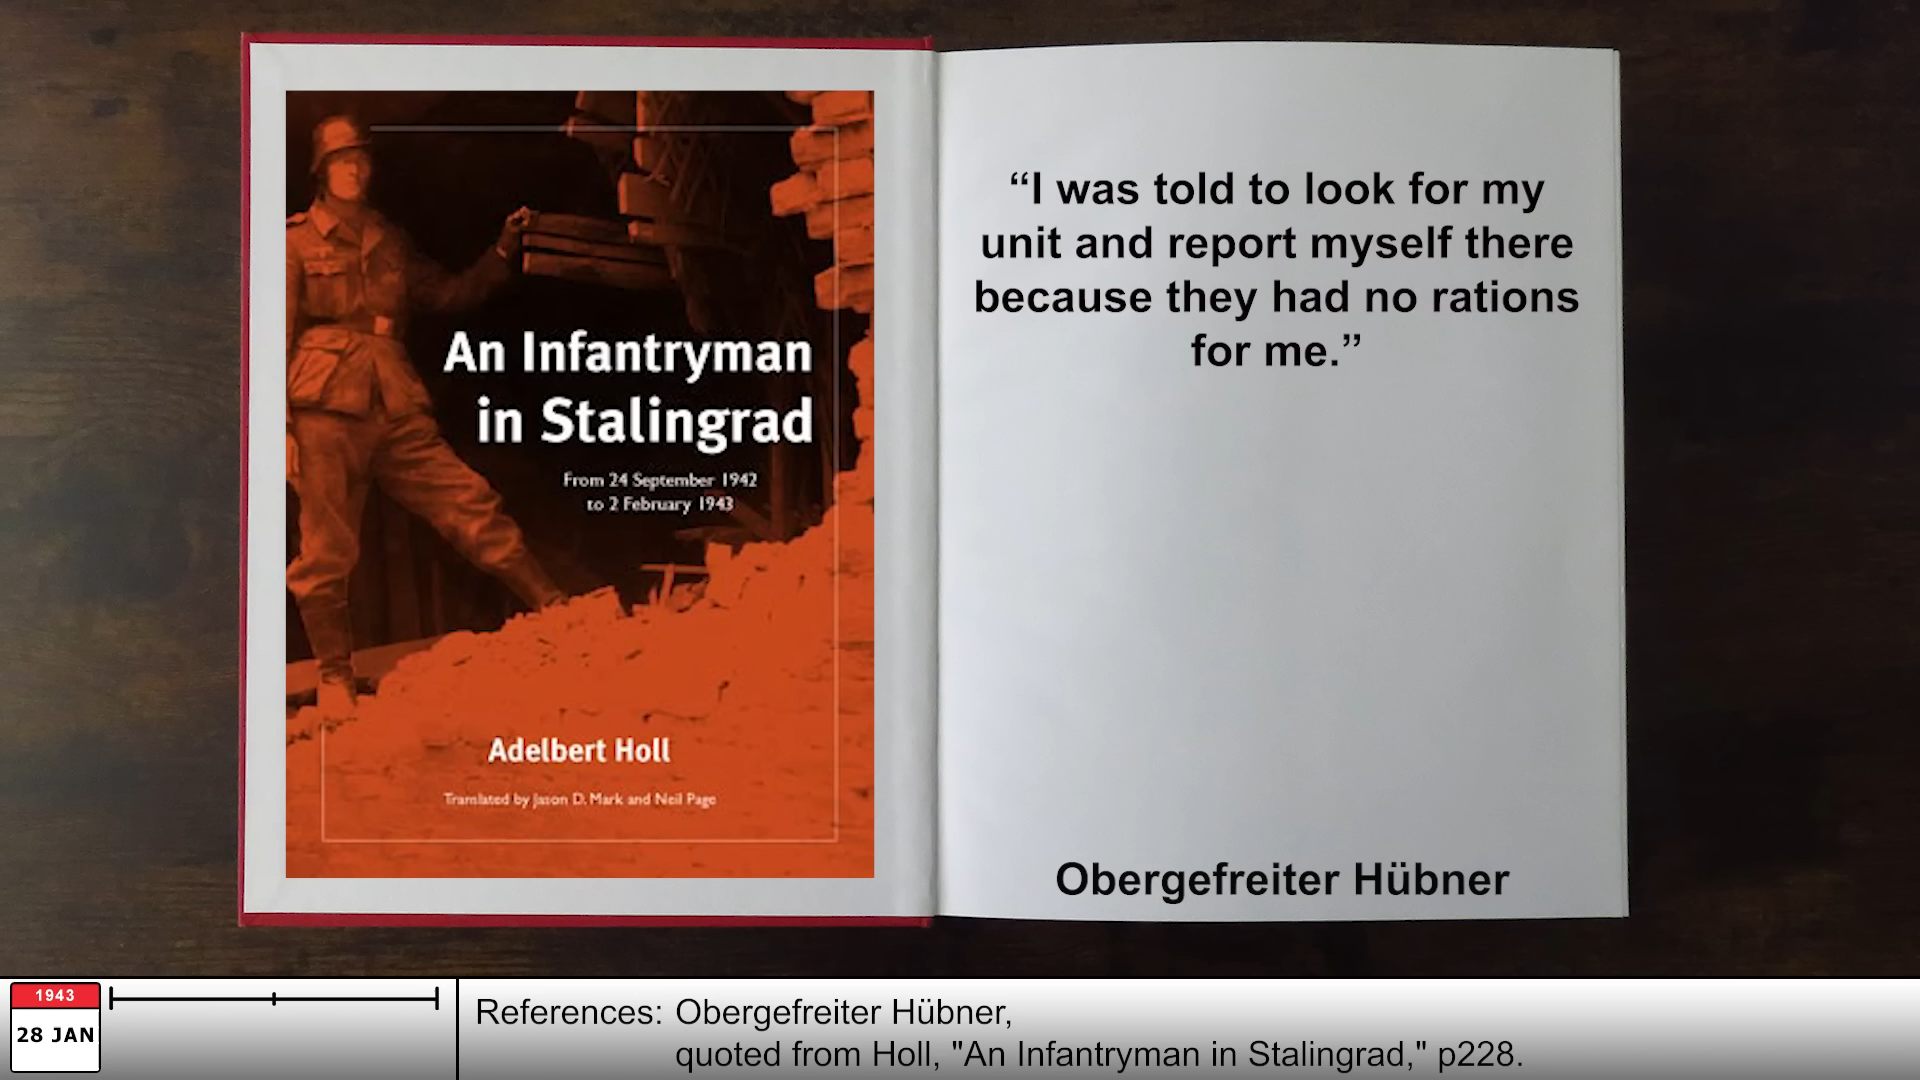 An Infantryman
in Stalingrad
From 24 September 1942
to 2 February 1943
Adelbert Holl
Translated by Jason D. Mark and Neil Page
“I was told to look for my
unit and report myself there
because they had no rations
for me.”
Obergefreiter Hübner
1943
28 JAN
References: Obergefreiter Hübner,
quoted from Holl, "An Infantryman in Stalingrad," p228.